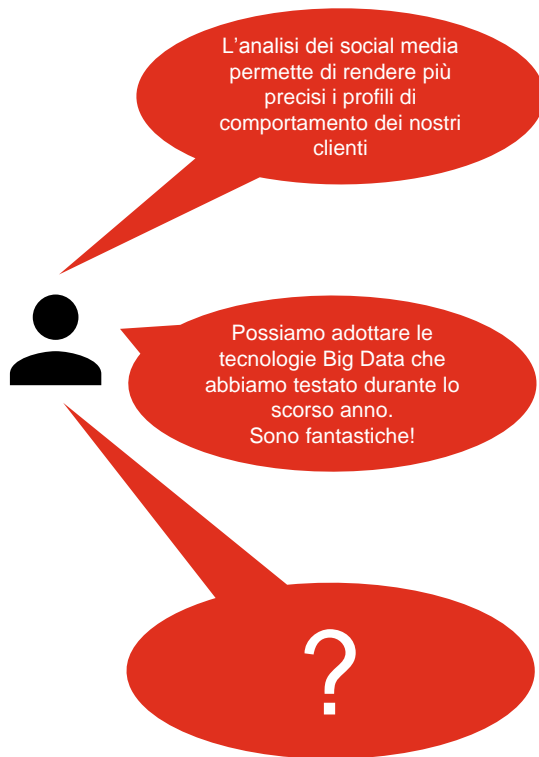 L'analisi dei social media
permette di rendere più
precisi i profili di
comportamento dei nostri
clienti
Possiamo adottare le
tecnologie Big Data che
abbiamo testato durante lo
scorso anno.
Sono fantastiche!
?